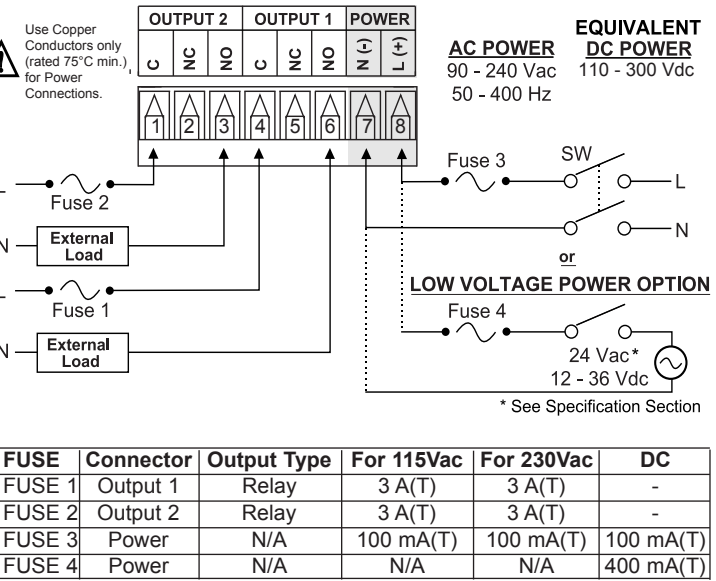 Use Copper
Conductors only
(rated 75°C min.)
for Power
Connections.
OUTPUT 2 OUTPUT 1 POWER
C NC NO C NC NO N (-) L (+)
1 2 3 4 5 6 7 8
AC POWER
90 - 240 Vac
50 - 400 Hz
EQUIVALENT
DC POWER
110 - 300 Vdc
L
Fuse 2
N
External
Load
L
Fuse 1
N
External
Load
Fuse 3
SW
L
N
or
LOW VOLTAGE POWER OPTION
Fuse 4
24 Vac*
12 - 36 Vdc
* See Specification Section
FUSE Connector Output Type For 115Vac For 230Vac DC
FUSE 1 Output 1 Relay 3 A(T) 3 A(T) -
FUSE 2 Output 2 Relay 3 A(T) 3 A(T) -
FUSE 3 Power N/A 100 mA(T) 100 mA(T) 100 mA(T)
FUSE 4 Power N/A N/A N/A 400 mA(T)